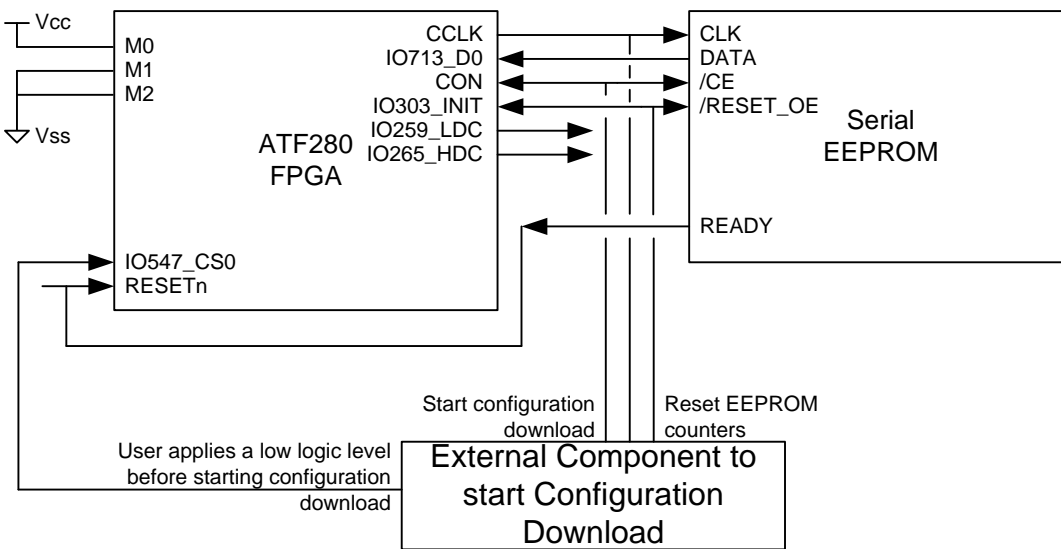 Vcc
M0
M1
M2
Vss
ATF280
FPGA
CCLK
IO713_D0
CON
IO303_INIT
IO259_LDC
IO265_HDC
IO547_CS0
RESETn
CLK
DATA
/CE
/RESET_OE
Serial
EEPROM
READY
Start configuration
download
Reset EEPROM
counters
User applies a low logic level
before starting configuration
download
External Component to
start Configuration
Download